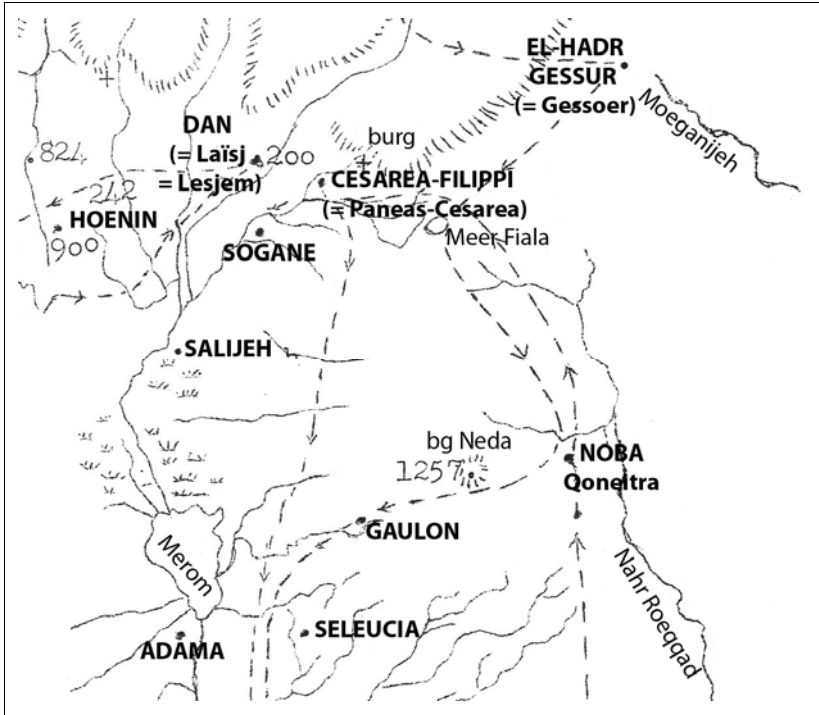 EL-HADR
GESSUR
(= Gessoer)
Moeganijeh
DAN
(= Laïsj
= Lesjem)
200
burg
824
242
CESAREA-FILIPPI
(= Paneas-Cesarea)
HOENIN
900
SOGANE
Meer Fiala
SALIJEH
bg Neda
1257
NOBA
Qoneitra
GAULON
Merom
Nahr Roeqqad
SELEUCIA
ADAMA